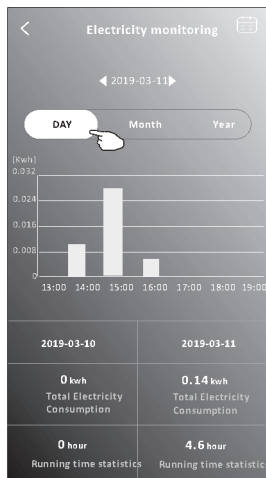 Electricity monitoring
2019-03-11
DAY Month Year
[Kwh]
0.032
0.024
0.016
0.008
0
13:00 14:00 15:00 16:00 17:00 18:00 19:00
2019-03-10 2019-03-11
0 kwh 0.14 kwh
Total Electricity Total Electricity
Consumption Consumption
0 hour 4.6 hour
Running time statistics Running time statistic